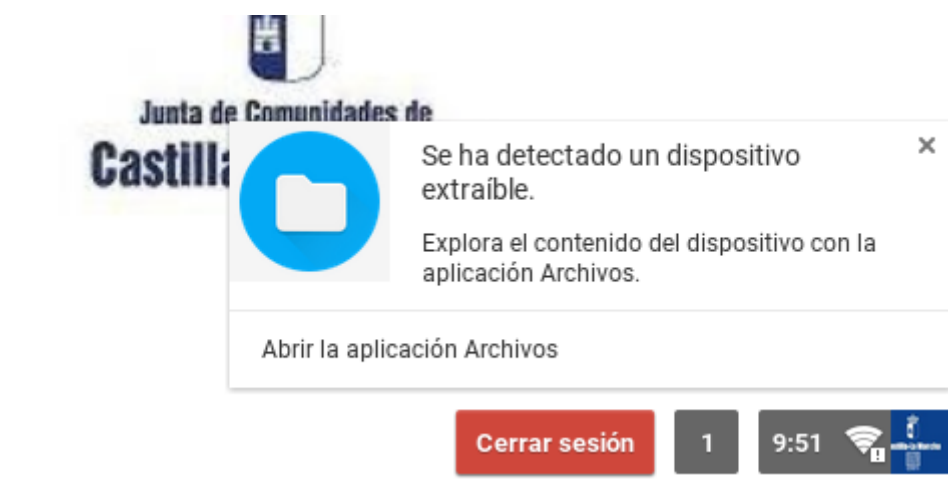 Junta de Comunidades de
Castill
Se ha detectado un dispositivo
extraíble.
Explora el contenido del dispositivo con la
aplicación Archivos.
Abrir la aplicación Archivos
Cerrar sesión
1
9:51